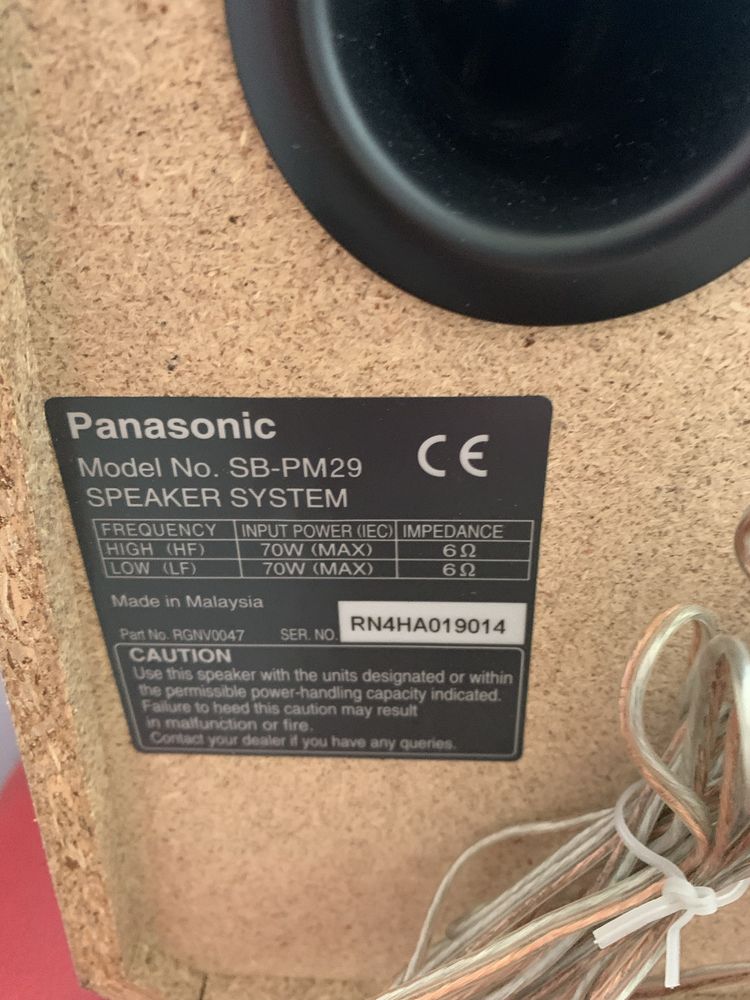 Panasonic
CE
Model No. SB-PM29
SPEAKER SYSTEM
FREQUENCY INPUT POWER (IEC) IMPEDANCE
HIGH (HF) 70W (MAX) 6Ω
LOW (LF) 70W (MAX) 6Ω
Made in Malaysia
Part No. RGNV0047 SER. NO. RN4HA019014
CAUTION
Use this speaker with the units designated or within
the permissible power-handling capacity indicated.
Failure to heed this caution may result
in malfunction or fire.
Contact your dealer if you have any queries.